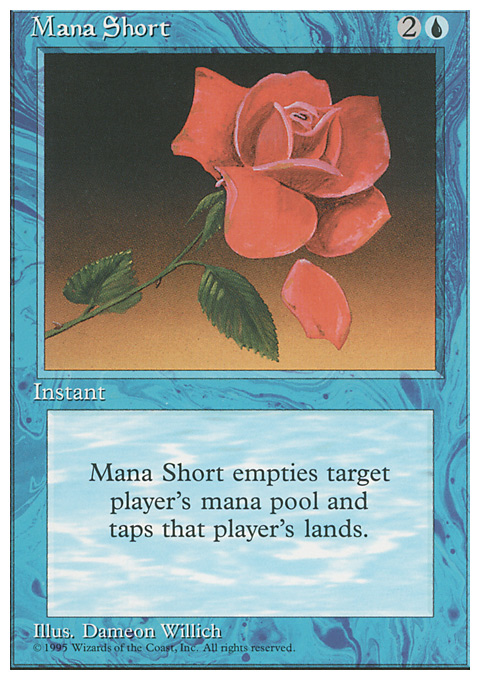 Mana Short 2
Instant
Mana Short empties target
player's mana pool and
taps that player's lands.
Illus. Dameon Willich
© 1995 Wizards of the Coast, Inc. All rights reserved.